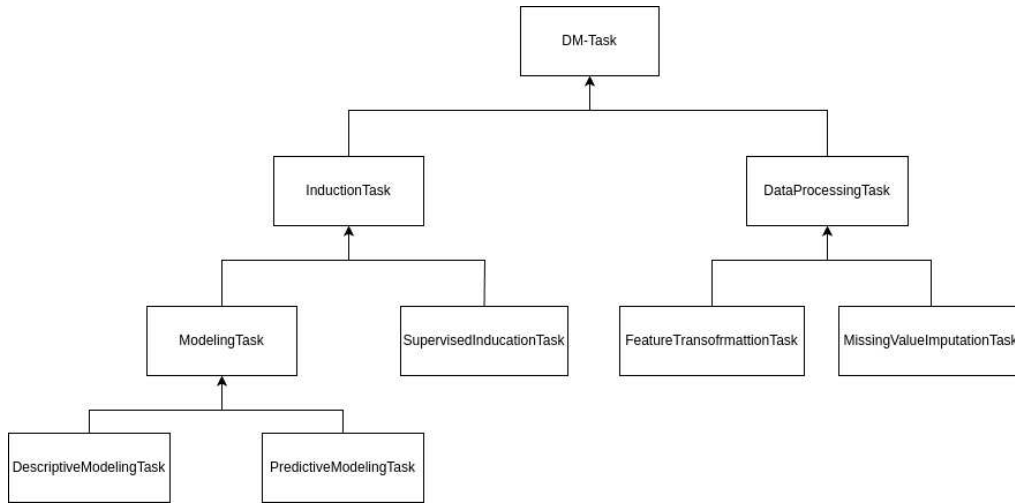 DM-Task
InductionTask
DataProcessingTask
ModelingTask
SupervisedInducationTask
FeatureTransofrmattionTask
MissingValueImputationTask
DescriptiveModelingTask
PredictiveModelingTask